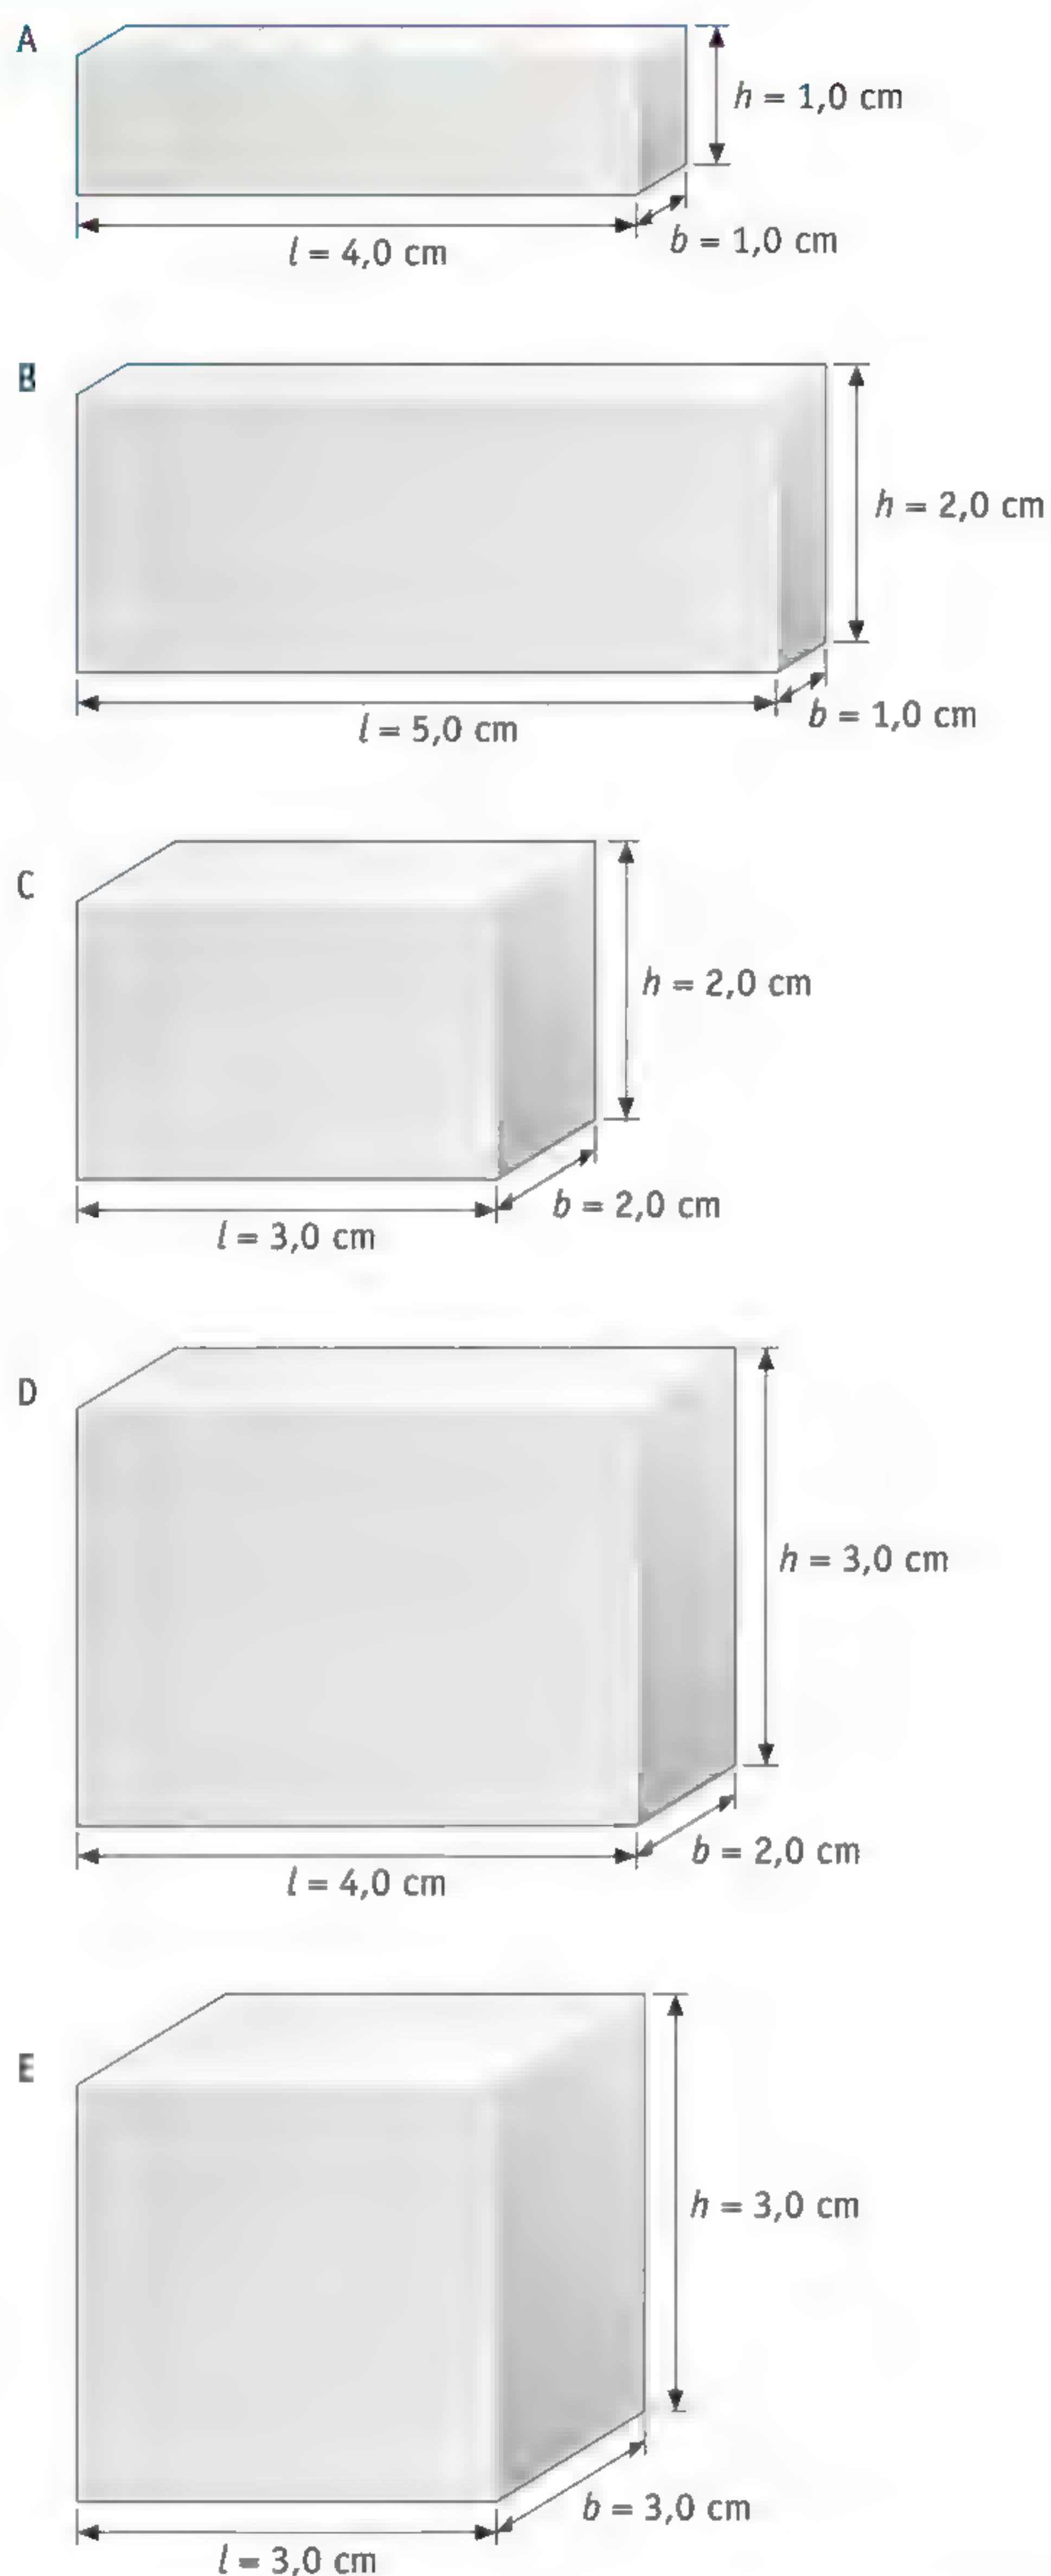 A
h = 1,0 cm
b = 1,0 cm
l = 4,0 cm
B
h = 2,0 cm
b = 1,0 cm
l = 5,0 cm
C
h = 2,0 cm
b = 2,0 cm
l = 3,0 cm
D
h = 3,0 cm
b = 2,0 cm
l = 4,0 cm
E
h = 3,0 cm
b = 3,0 cm
l = 3,0 cm